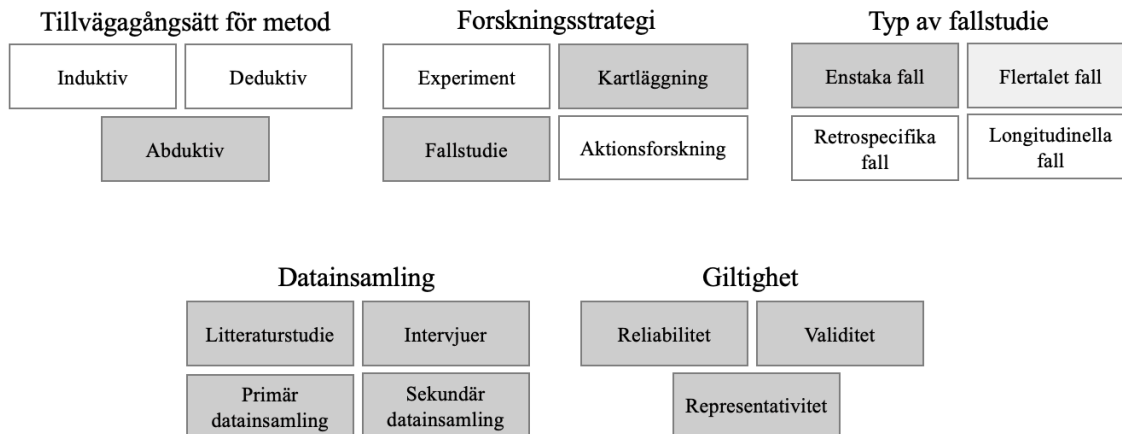 Tillvägagångsätt för metod
Induktiv
Deduktiv
Abduktiv
Forskningsstrategi
Experiment
Kartläggning
Fallstudie
Aktionsforskning
Typ av fallstudie
Enstaka fall
Flertalet fall
Retrospecifika
fall
Longitudinella
fall
Datainsamling
Litteraturstudie
Intervjuer
Primär
datainsamling
Sekundär
datainsamling
Giltighet
Reliabilitet
Validitet
Representativitet